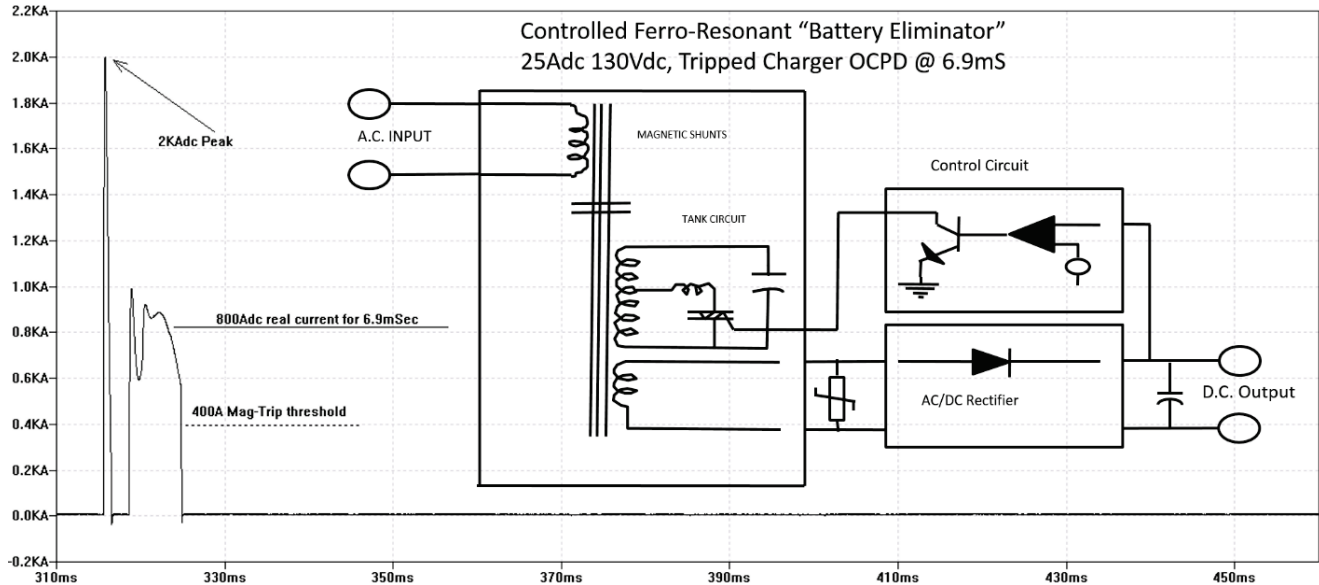 2.2KA
2.0KA
1.8KA
1.6KA
1.4KA
1.2KA
1.0KA
0.8KA
0.6KA
0.4KA
0.2KA
0.0KA
-0.2KA
310ms
330ms
350ms
370ms
390ms
410ms
430ms
450ms
Controlled Ferro-Resonant “Battery Eliminator”
25Adc 130Vdc, Tripped Charger OCPD @ 6.9mS
2KAdc Peak
800Adc real current for 6.9mSec
400A Mag-Trip threshold
A.C. INPUT
MAGNETIC SHUNTS
TANK CIRCUIT
Control Circuit
AC/DC Rectifier
D.C. Output